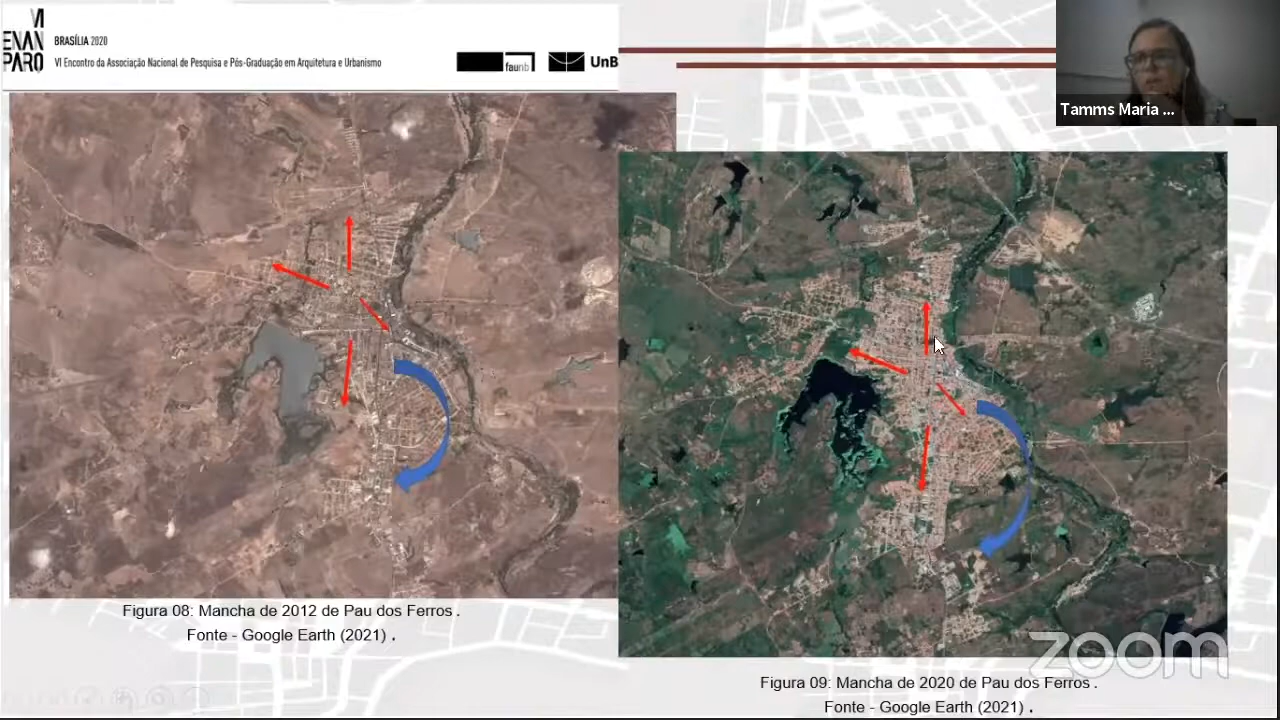 VI
ENAN
PARQ
BRASÍLIA 2020
VI Encontro da Associação Nacional de Pesquisa e Pós-Graduação em Arquitetura e Urbanismo
faunb
UnB
Tamms Maria ...
Figura 08: Mancha de 2012 de Pau dos Ferros .
Fonte - Google Earth (2021) .
zoom
Figura 09: Mancha de 2020 de Pau dos Ferros .
Fonte - Google Earth (2021) .